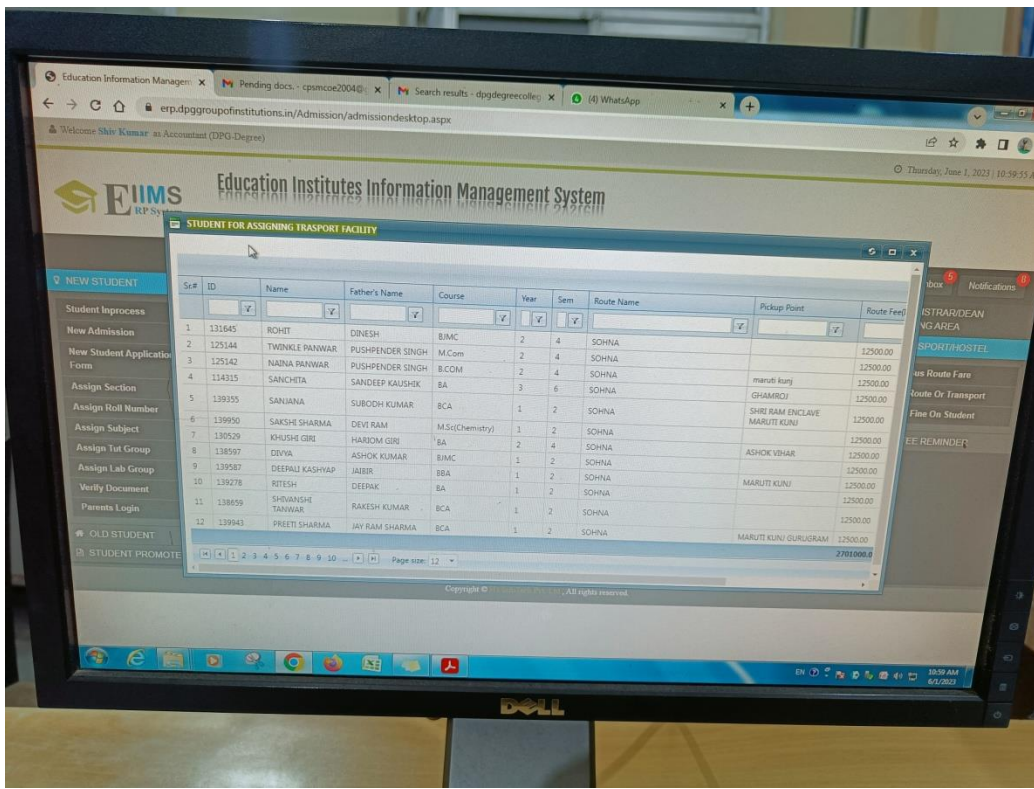 Education Information Managem
Pending docs. - cpsmcoe2004@g
Search results - dpgdegreecolleg
(4) WhatsApp
erp.dpggroupofinstitutions.in/Admission/admissiondesktop.aspx
Welcome Shiv Kumar as Accountant (DPG-Degree)
Thursday, June 1, 2023 | 10:59:55 A
EIIMS
RP System
Education Institutes Information Management System
STUDENT FOR ASSIGNING TRASPORT FACILITY
NEW STUDENT
Student Inprocess
New Admission
New Student Application
Form
Assign Section
Assign Roll Number
Assign Subject
Assign Tut Group
Assign Lab Group
Verify Document
Parents Login
OLD STUDENT
STUDENT PROMOTE
Sr.# ID Name Father's Name Course Year Sem Route Name Pickup Point Route Fee(
1 131645 ROHIT DINESH BJMC 2 4 SOHNA 12500.00
2 125144 TWINKLE PANWAR PUSHPENDER SINGH M.Com 2 4 SOHNA 12500.00
3 125142 NAINA PANWAR PUSHPENDER SINGH B.COM 2 4 SOHNA maruti kunj 12500.00
4 114315 SANCHITA SANDEEP KAUSHIK BA 3 6 SOHNA GHAMROJ 12500.00
5 139355 SANJANA SUBODH KUMAR BCA 1 2 SOHNA SHRI RAM ENCLAVE MARUTI KUNJ 12500.00
6 139950 SAKSHI SHARMA DEVI RAM M.Sc(Chemistry) 1 2 SOHNA 12500.00
7 130529 KHUSHI GIRI HARIOM GIRI BA 2 4 SOHNA ASHOK VIHAR 12500.00
8 138597 DIVYA ASHOK KUMAR BJMC 1 2 SOHNA 12500.00
9 139587 DEEPALI KASHYAP JAIBIR BBA 1 2 SOHNA MARUTI KUNJ 12500.00
10 139278 RITESH DEEPAK BA 1 2 SOHNA 12500.00
11 138659 SHIVANSHI TANWAR RAKESH KUMAR BCA 1 2 SOHNA 12500.00
12 139943 PREETI SHARMA JAY RAM SHARMA BCA 1 2 SOHNA MARUTI KUNJ GURUGRAM 12500.00
2701000.0
1 2 3 4 5 6 7 8 9 10 ... Page size: 12
nbox 5 Notifications 8
ISTRAR/DEAN
NG AREA
SPORT/HOSTEL
us Route Fare
Route Or Transport
Fine On Student
EE REMINDER
Copyright ©
, All rights reserved.
EN
10:59 AM
6/1/2023
DELL